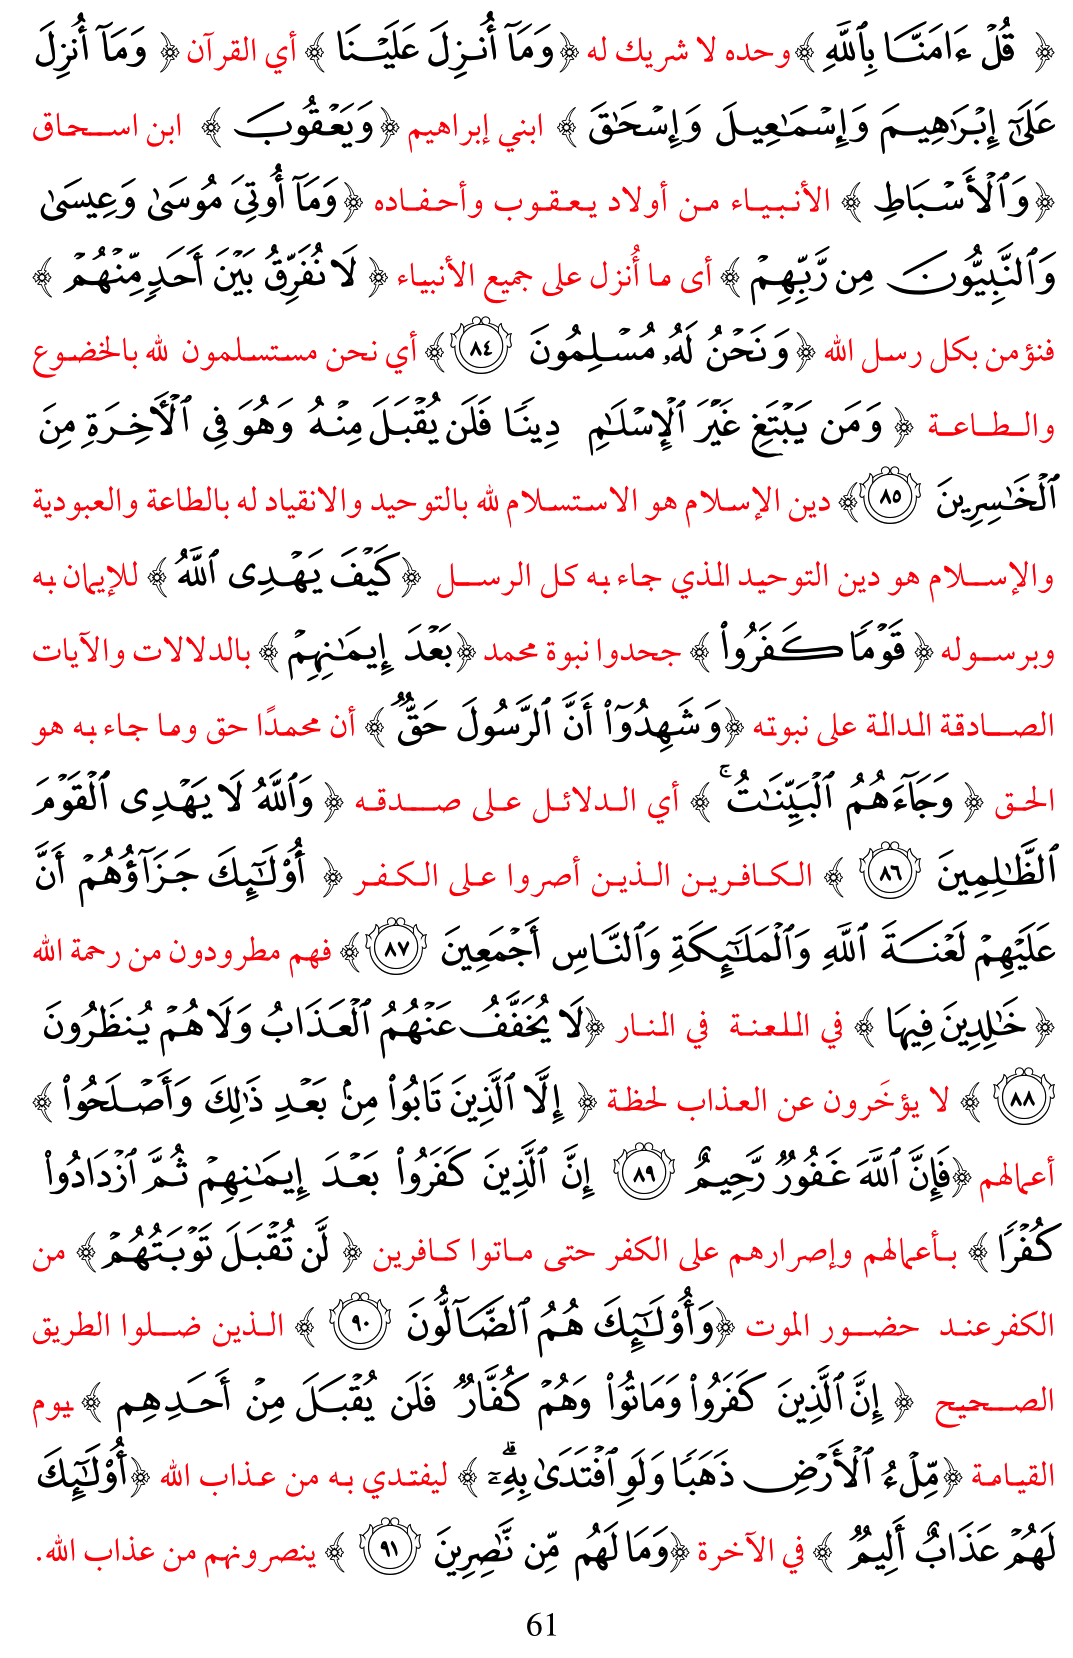 ﴿ قُلْ ءَامَنَّا بِٱللَّهِ ﴾ وحده لا شريك له ﴿وَمَآ أُنزِلَ عَلَيْنَا ﴾ أي القرآن ﴿ وَمَآ أُنزِلَ
عَلَىٰٓ إِبْرَٰهِيمَ وَإِسْمَٰعِيلَ وَإِسْحَٰقَ ﴾ ابني إبراهيم ﴿وَيَعْقُوبَ ﴾ ابن اسحاق
﴿وَٱلْأَسْبَاطِ ﴾ الأنبياء من أولاد يعقوب وأحفاده ﴿وَمَآ أُوتِىَ مُوسَىٰ وَعِيسَىٰ
وَٱلنَّبِيُّونَ مِن رَّبِّهِمْ ﴾ أى ما أُنزل على جميع الأنبياء ﴿ لَا نُفَرِّقُ بَيْنَ أَحَدٍ مِّنْهُمْ ﴾
فنؤمن بكل رسل الله ﴿وَنَحْنُ لَهُۥ مُسْلِمُونَ ٨٤﴾ أي نحن مستسلمون لله بالخضوع
والطاعة ﴿ وَمَن يَبْتَغِ غَيْرَ ٱلْإِسْلَٰمِ دِينًا فَلَن يُقْبَلَ مِنْهُ وَهُوَ فِى ٱلْأَخِرَةِ مِنَ
ٱلْخَٰسِرِينَ ٨٥﴾ دين الإسلام هو الاستسلام لله بالتوحيد والانقياد له بالطاعة والعبودية
والإسلام هو دين التوحيد الذي جاء به كل الرسل ﴿كَيْفَ يَهْدِى ٱللَّهُ ﴾ للإيمان به
وبرسوله ﴿ قَوْمًا كَفَرُوا۟ ﴾ جحدوا نبوة محمد ﴿بَعْدَ إِيمَٰنِهِمْ ﴾ بالدلالات والآيات
الصادقة الدالة على نبوته ﴿وَشَهِدُوٓا۟ أَنَّ ٱلرَّسُولَ حَقٌّ ﴾ أن محمدًا حق وما جاء به هو
الحق ﴿ وَجَآءَهُمُ ٱلْبَيِّنَٰتُ ۚ ﴾ أي الدلائل على صدقه ﴿ وَٱللَّهُ لَا يَهْدِى ٱلْقَوْمَ
ٱلظَّٰلِمِينَ ٨٦ ﴾ الكافرين الذين أصروا على الكفر ﴿ أُو۟لَٰٓئِكَ جَزَآؤُهُمْ أَنَّ
عَلَيْهِمْ لَعْنَةَ ٱللَّهِ وَٱلْمَلَٰٓئِكَةِ وَٱلنَّاسِ أَجْمَعِينَ ٨٧﴾ فهم مطرودون من رحمة الله
﴿ خَٰلِدِينَ فِيهَا ﴾ في اللعنة في النار ﴿لَا يُخَفَّفُ عَنْهُمُ ٱلْعَذَابُ وَلَا هُمْ يُنظَرُونَ
٨٨ ﴾ لا يؤخَرون عن العذاب لحظة ﴿ إِلَّا ٱلَّذِينَ تَابُوا۟ مِنۢ بَعْدِ ذَٰلِكَ وَأَصْلَحُوا۟ ﴾
أعمالهم ﴿فَإِنَّ ٱللَّهَ غَفُورٌ رَّحِيمٌ ٨٩ إِنَّ ٱلَّذِينَ كَفَرُوا۟ بَعْدَ إِيمَٰنِهِمْ ثُمَّ ٱزْدَادُوا۟
كُفْرًا ﴾ بأعمالهم وإصرارهم على الكفر حتى ماتوا كافرين ﴿ لَّن تُقْبَلَ تَوْبَتُهُمْ ﴾ من
الكفرعند حضور الموت ﴿وَأُو۟لَٰٓئِكَ هُمُ ٱلضَّآلُّونَ ٩٠ ﴾ الذين ضلوا الطريق
الصحيح ﴿ إِنَّ ٱلَّذِينَ كَفَرُوا۟ وَمَاتُوا۟ وَهُمْ كُفَّارٌ فَلَن يُقْبَلَ مِنْ أَحَدِهِم ﴾ يوم
القيامة ﴿مِّلْءُ ٱلْأَرْضِ ذَهَبًا وَلَوِ ٱفْتَدَىٰ بِهِۦٓ ۗ ﴾ ليفتدي به من عذاب الله ﴿أُو۟لَٰٓئِكَ
لَهُمْ عَذَابٌ أَلِيمٌ ﴾ في الآخرة ﴿وَمَا لَهُم مِّن نَّٰصِرِينَ ٩١ ﴾ ينصرونهم من عذاب الله.
61